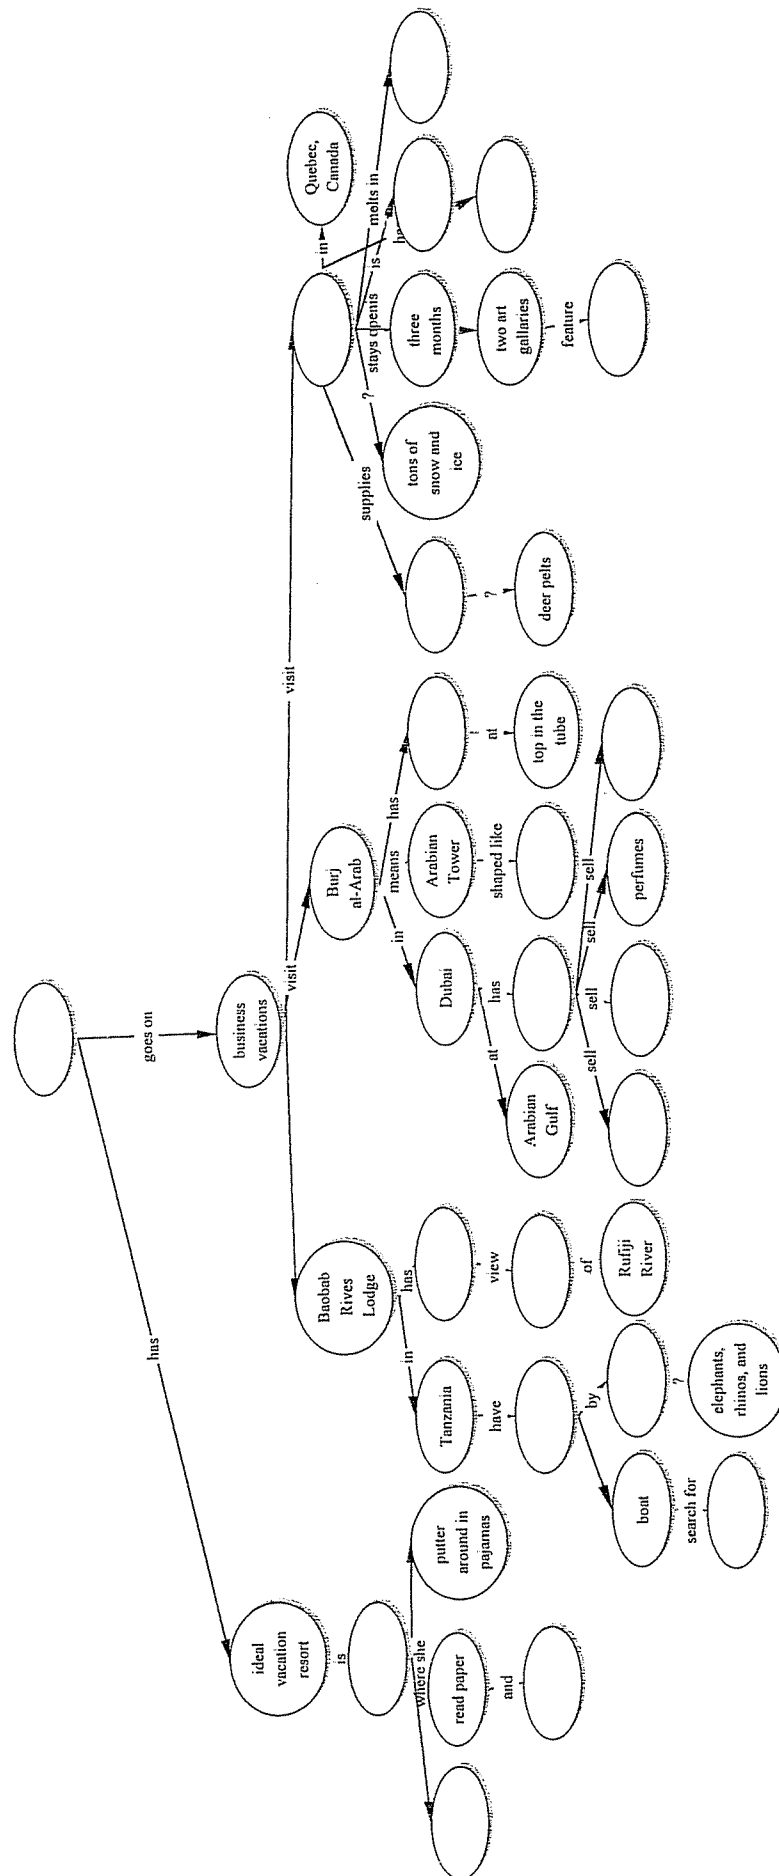 has
goes on
ideal
vacation
resort
business
vacations
is
where she
read paper
and
putter
around in
pajamas
visit
visit
Baobab
Rives
Lodge
in
has
Tanzania
have
by
boat
search for
?
elephants,
rhinos, and
lions
view
of
Rufiji
River
Burj
al-Arab
in
means
has
Dubai
at
has
Arabian
Gulf
sell
sell
sell
sell
perfumes
Arabian
Tower
shaped like
at
top in the
tube
in
Quebec,
Canada
supplies
?
deer pelts
?
tons of
snow and
ice
stays open
is
three
months
two art
gallaries
feature
is
melts in